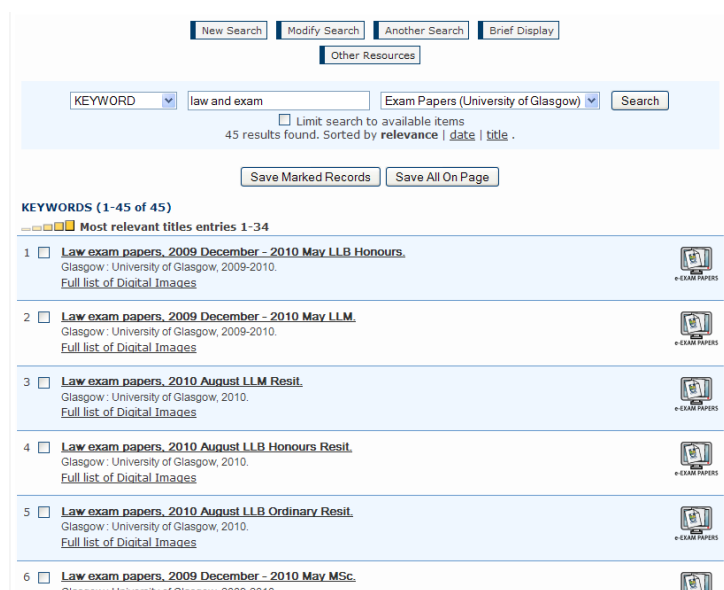 New Search Modify Search Another Search Brief Display
Other Resources
KEYWORD law and exam Exam Papers (University of Glasgow) Search
Limit search to available items
45 results found. Sorted by relevance | date | title .
Save Marked Records Save All On Page
KEYWORDS (1-45 of 45)
Most relevant titles entries 1-34
1 Law exam papers, 2009 December - 2010 May LLB Honours.
Glasgow : University of Glasgow, 2009-2010.
Full list of Digital Images
e-EXAM PAPERS
2 Law exam papers, 2009 December - 2010 May LLM.
Glasgow : University of Glasgow, 2009-2010.
Full list of Digital Images
e-EXAM PAPERS
3 Law exam papers, 2010 August LLM Resit.
Glasgow : University of Glasgow, 2010.
Full list of Digital Images
e-EXAM PAPERS
4 Law exam papers, 2010 August LLB Honours Resit.
Glasgow : University of Glasgow, 2010.
Full list of Digital Images
e-EXAM PAPERS
5 Law exam papers, 2010 August LLB Ordinary Resit.
Glasgow : University of Glasgow, 2010.
Full list of Digital Images
e-EXAM PAPERS
6 Law exam papers, 2009 December - 2010 May MSc.